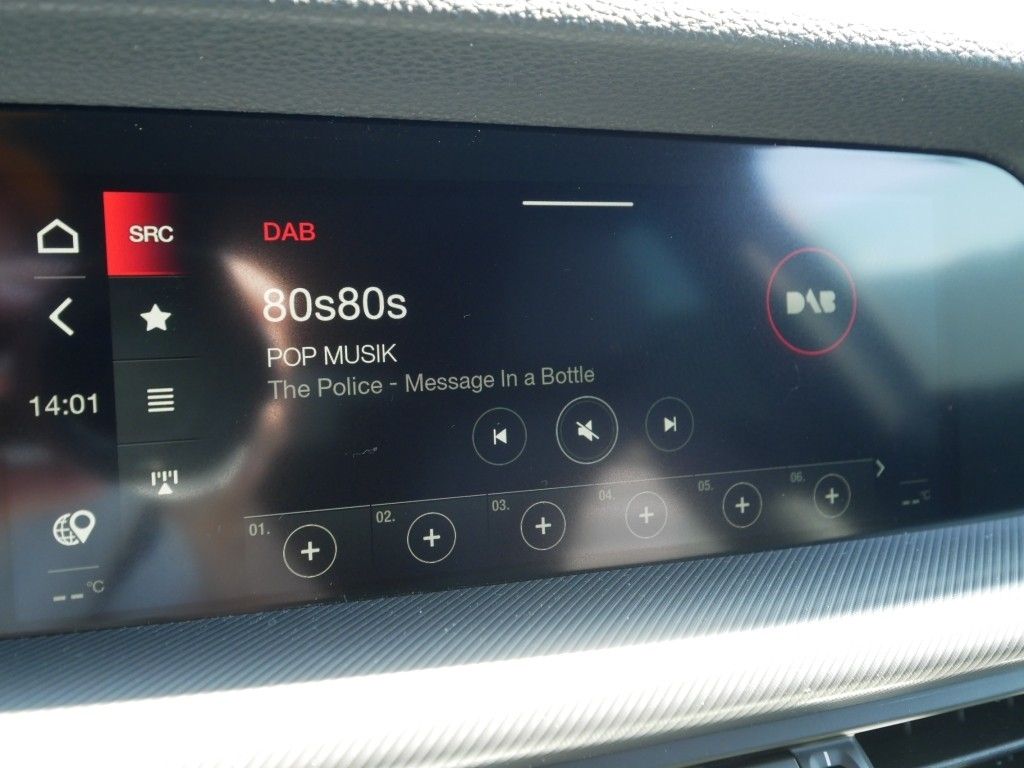 SRC
DAB
80s80s
DAB
POP MUSIK
The Police - Message In a Bottle
14:01
01.
02.
03.
04.
05.
06.
--°C
--°C